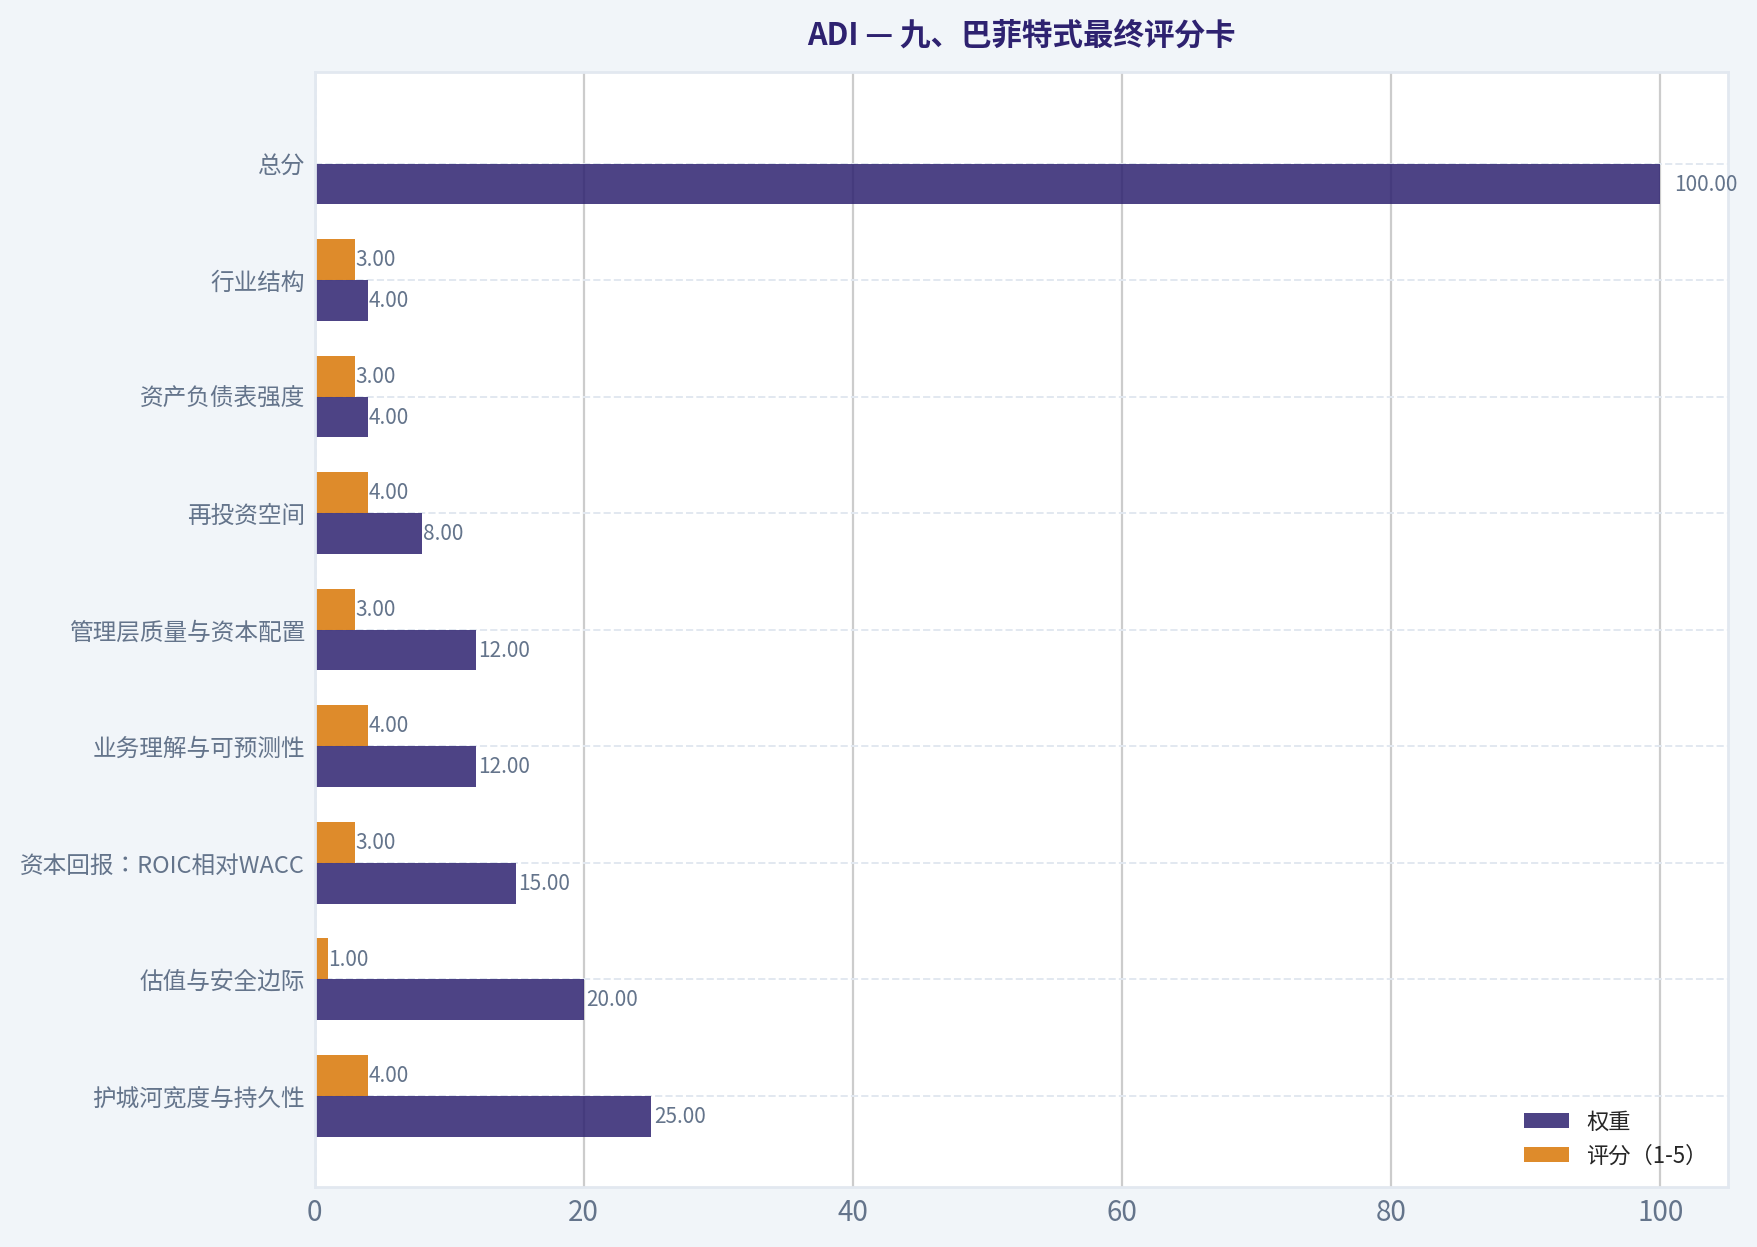 ADI — 九、巴菲特式最终评分卡
总分
100.00
行业结构
3.00
4.00
资产负债表强度
3.00
4.00
再投资空间
4.00
8.00
管理层质量与资本配置
3.00
12.00
业务理解与可预测性
4.00
12.00
资本回报：ROIC相对WACC
3.00
15.00
估值与安全边际
1.00
20.00
护城河宽度与持久性
4.00
25.00
权重
评分（1-5）
0 20 40 60 80 100